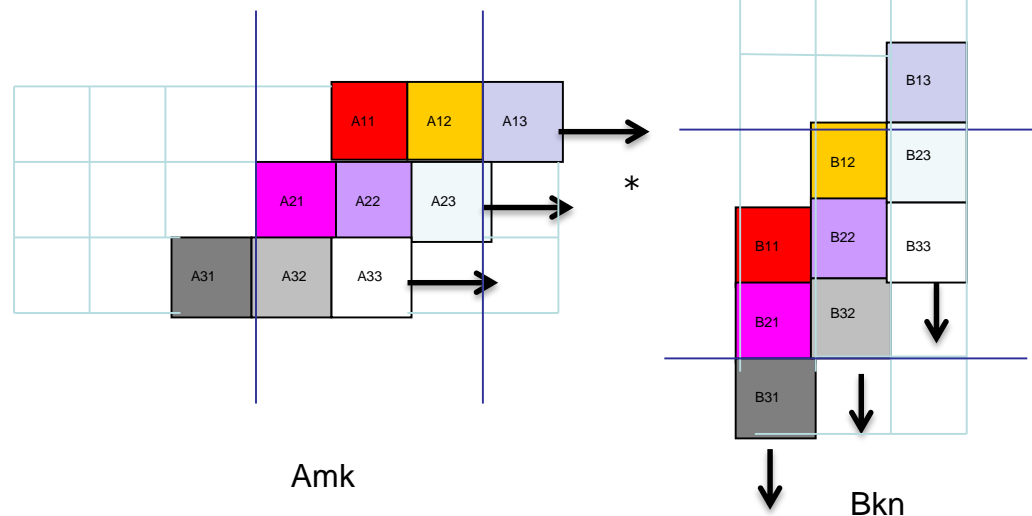 A11 A12 A13
*
A21 A22 A23
A31 A32 A33
Amk
B13
B12 B23
B11 B22 B33
B21 B32
B31
Bkn